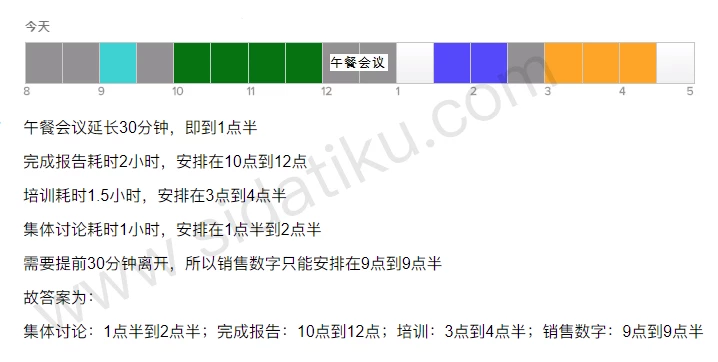 今天
午餐会议
8 9 10 11 12 1 2 3 4 5
午餐会议延长30分钟，即到1点半
完成报告耗时2小时，安排在10点到12点
培训耗时1.5小时，安排在3点到4点半
集体讨论耗时1小时，安排在1点半到2点半
需要提前30分钟离开，所以销售数字只能安排在9点到9点半
故答案为：
集体讨论：1点半到2点半；完成报告：10点到12点；培训：3点到4点半；销售数字：9点到9点半
www.sidatiku.com